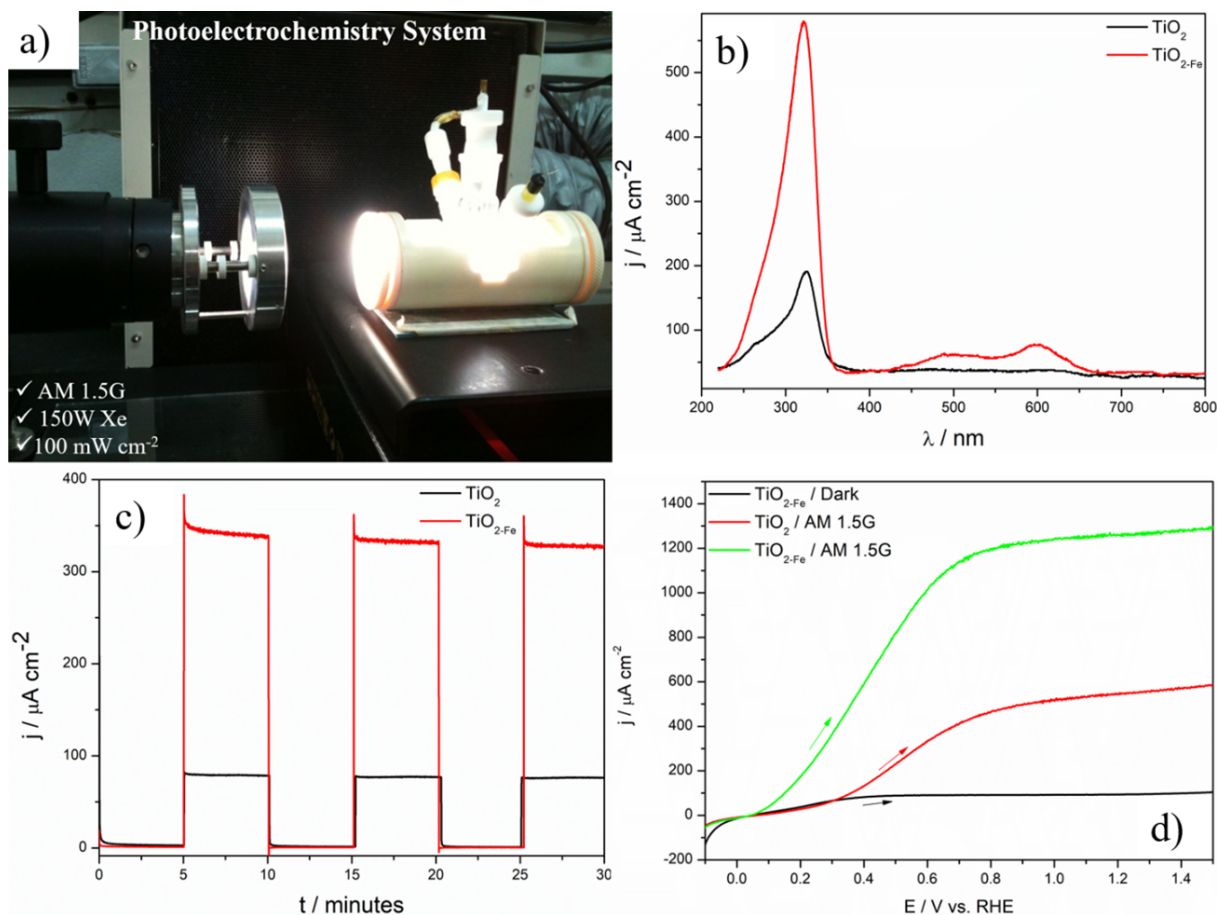 a)
Photoelectrochemistry System
✓ AM 1.5G
✓ 150W Xe
✓ 100 mW cm-2
b)
TiO2
TiO2-Fe
j / μA cm-2
500
400
300
200
100
200 300 400 500 600 700 800
λ / nm
c)
TiO2
TiO2-Fe
j / μA cm-2
400
350
300
250
200
150
100
50
0
0 5 10 15 20 25 30
t / minutes
TiO2-Fe / Dark
TiO2 / AM 1.5G
TiO2-Fe / AM 1.5G
j / μA cm-2
1400
1200
1000
800
600
400
200
0
-200
d)
0.0 0.2 0.4 0.6 0.8 1.0 1.2 1.4
E / V vs. RHE